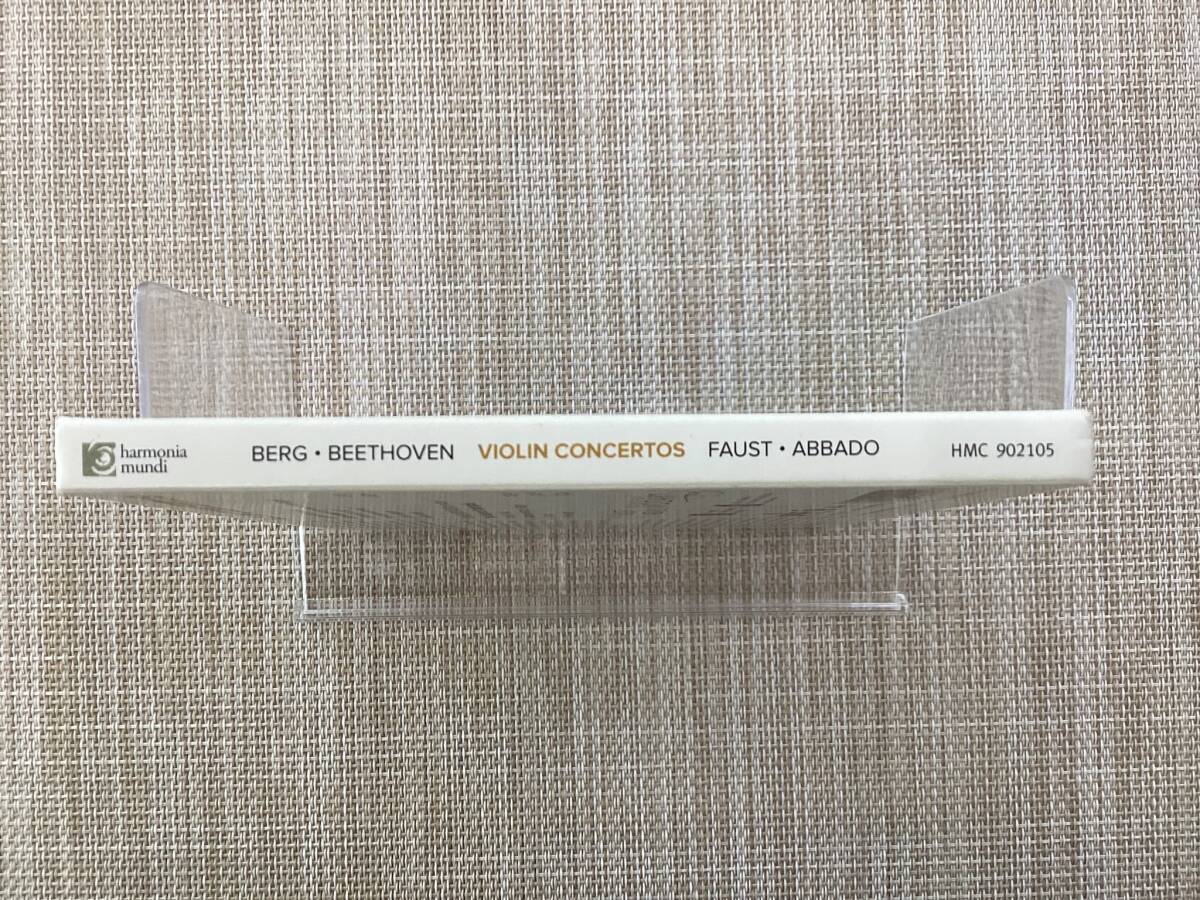 harmonia
mundi
BERG • BEETHOVEN VIOLIN CONCERTOS FAUST • ABBADO HMC 902105